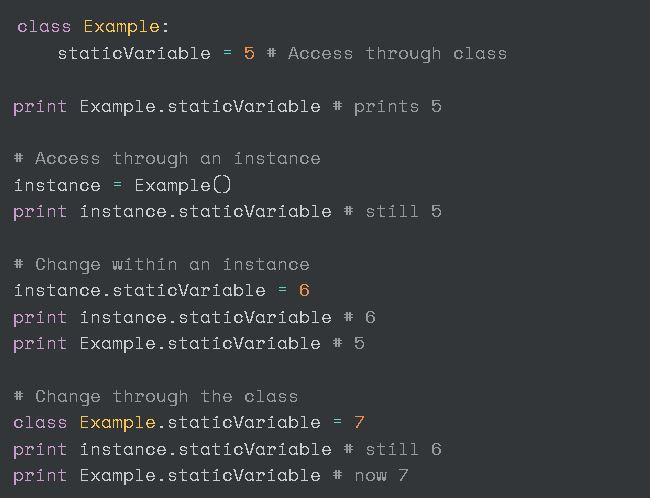 class Example:
    staticVariable = 5 # Access through class

print Example.staticVariable # prints 5

# Access through an instance
instance = Example()
print instance.staticVariable # still 5

# Change within an instance
instance.staticVariable = 6
print instance.staticVariable # 6
print Example.staticVariable # 5

# Change through the class
class Example.staticVariable = 7
print instance.staticVariable # still 6
print Example.staticVariable # now 7